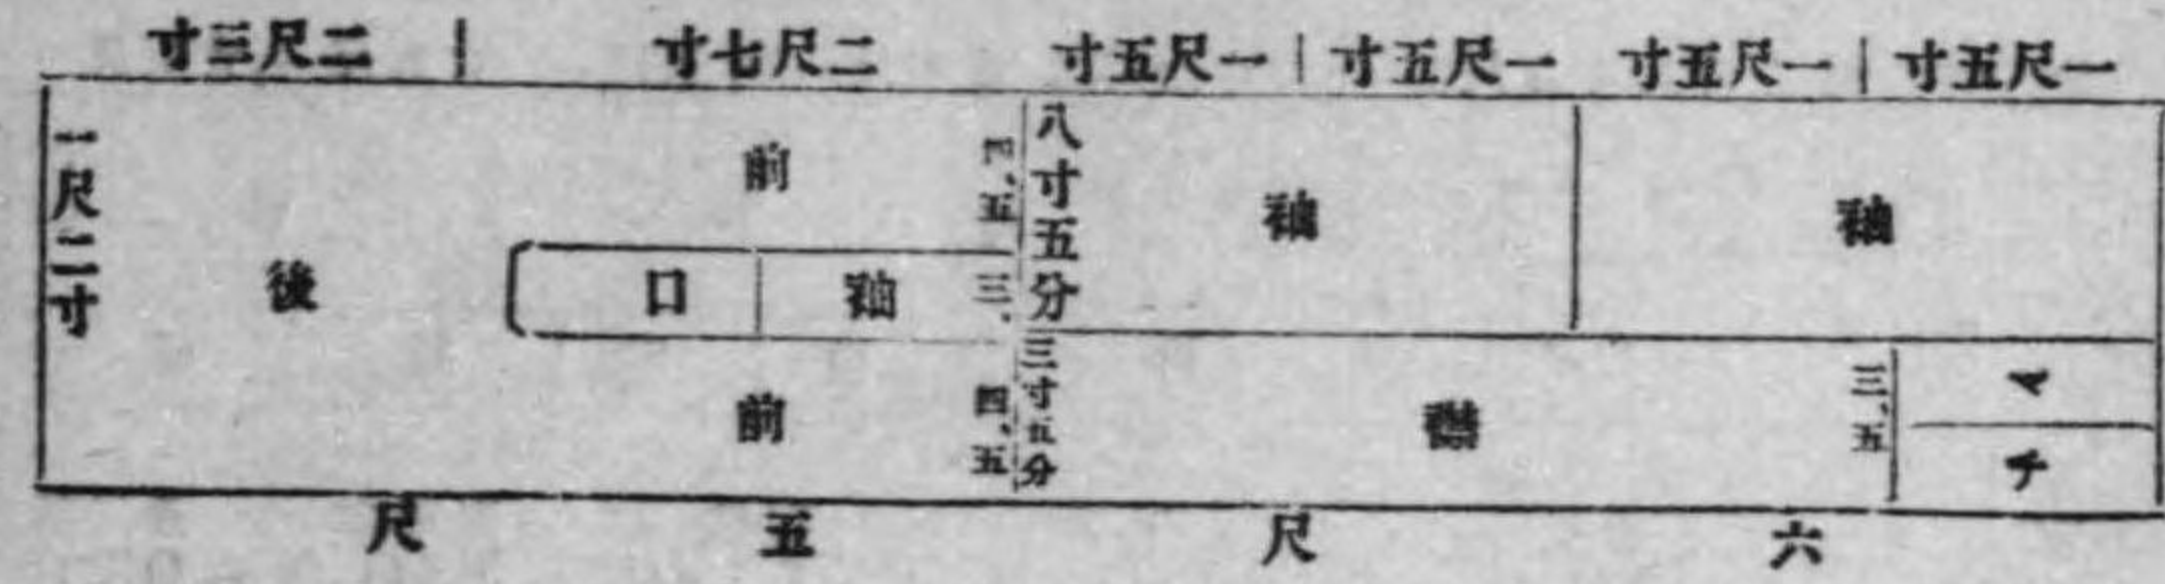 一尺五寸
一尺五寸
一尺五寸
一尺五寸
二尺七寸
二尺三寸
袖
袖
八寸五分
四、五
前
袖口
三、
後
一尺二寸
三寸五分
四、五
前
襟
三、五
イ
チ
六尺
五尺